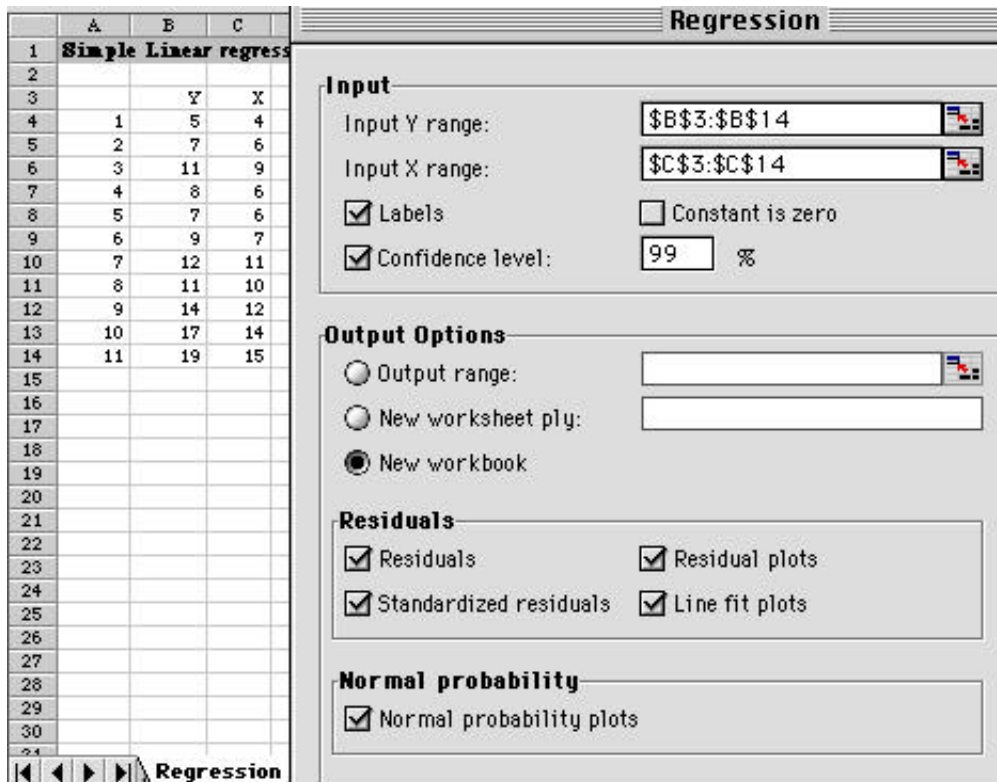 A B C
1 Simple Linear regress
2
3 Y X
4 1 5 4
5 2 7 6
6 3 11 9
7 4 8 6
8 5 7 6
9 6 9 7
10 7 12 11
11 8 11 10
12 9 14 12
13 10 17 14
14 11 19 15
15
16
17
18
19
20
21
22
23
24
25
26
27
28
29
30
Regression
Regression
Input
Input Y range: $B$3:$B$14
Input X range: $C$3:$C$14
Labels Constant is zero
Confidence level: 99 %
Output Options
Output range:
New worksheet ply:
New workbook
Residuals
Residuals Residual plots
Standardized residuals Line fit plots
Normal probability
Normal probability plots